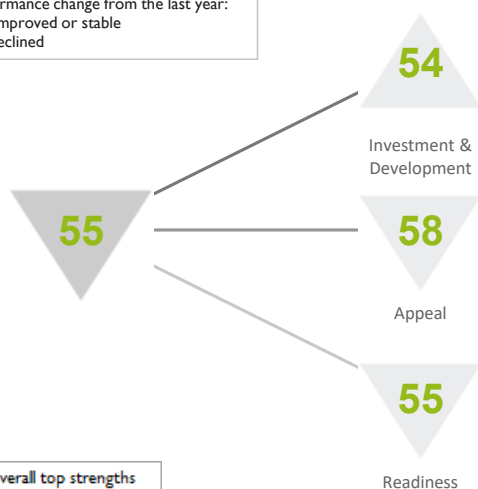 rmance change from the last year:
mproved or stable
eclined
54
Investment &
Development
55
58
Appeal
55
verall top strengths
Readiness